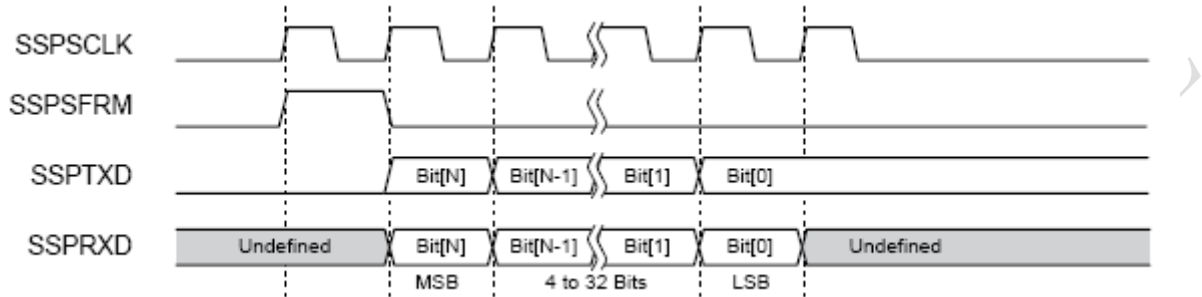 SSPSCLK
SSPSFRM
SSPTXD Bit[N] Bit[N-1] Bit[1] Bit[0]
SSPRXD Undefined Bit[N] Bit[N-1] Bit[1] Bit[0] Undefined
MSB 4 to 32 Bits LSB